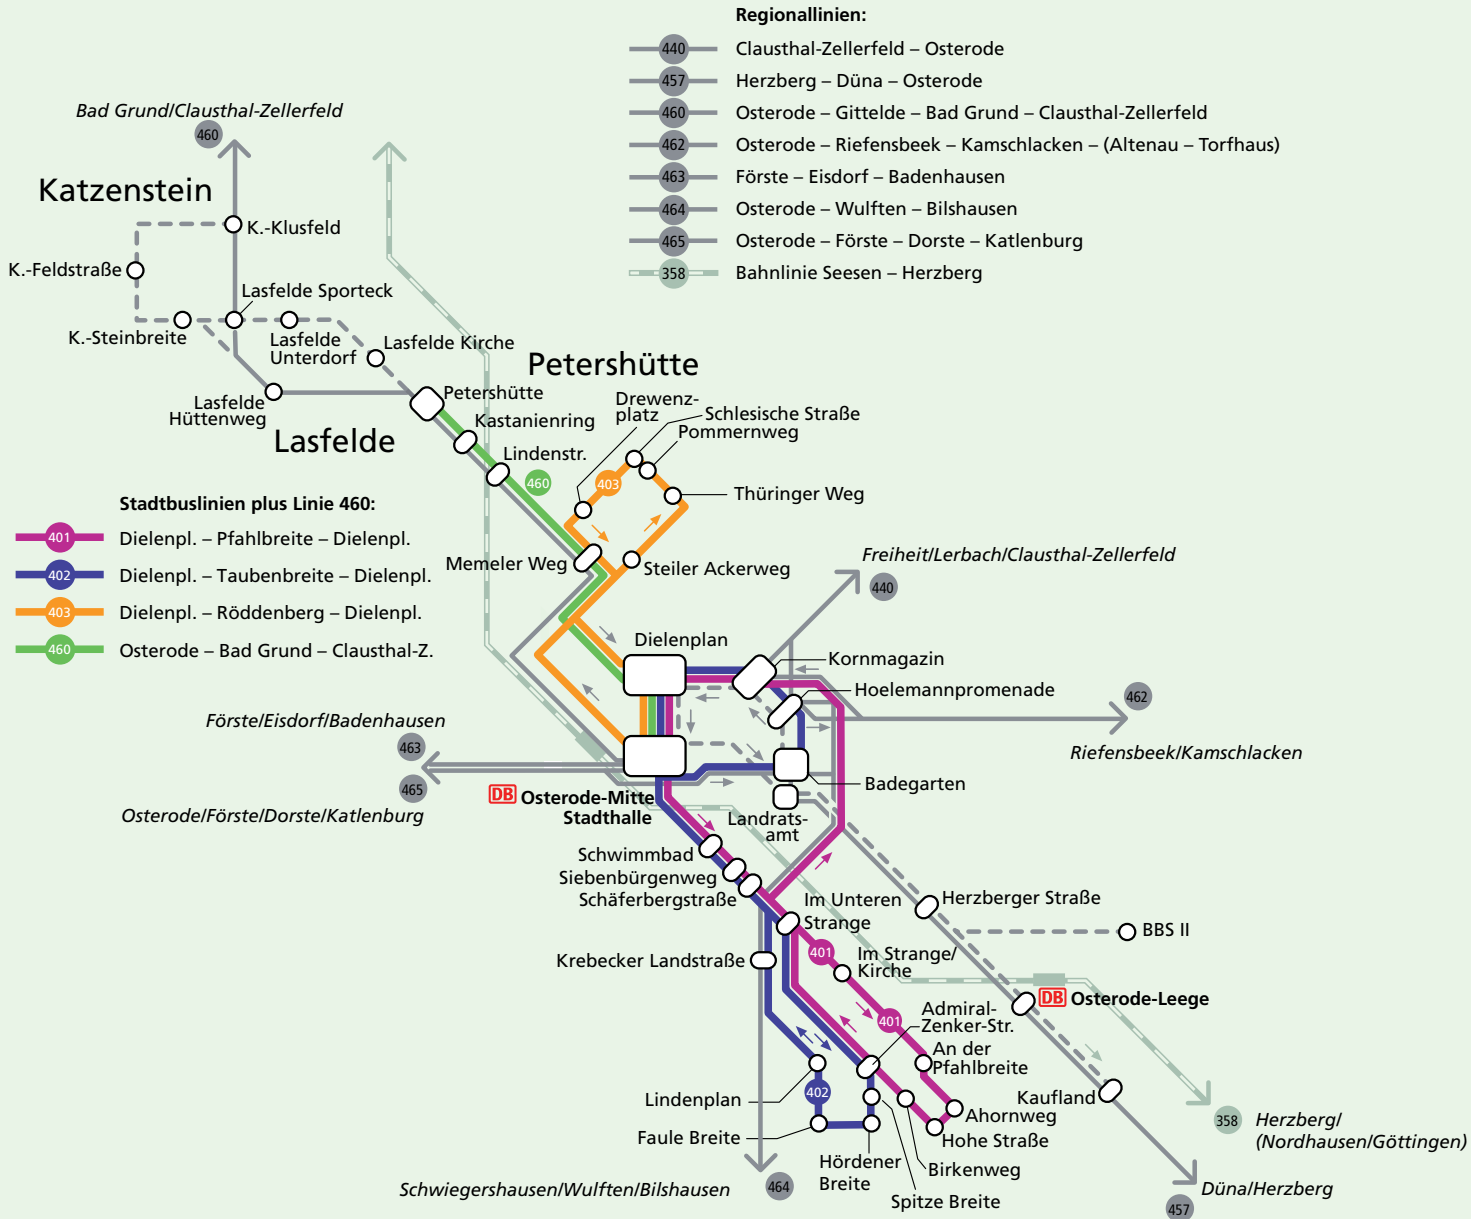 Regionallinien:
440 Clausthal-Zellerfeld – Osterode
457 Herzberg – Düna – Osterode
460 Osterode – Gittelde – Bad Grund – Clausthal-Zellerfeld
462 Osterode – Riefensbeek – Kamschlacken – (Altenau – Torfhaus)
463 Förste – Eisdorf – Badenhausen
464 Osterode – Wulften – Bilshausen
465 Osterode – Förste – Dorste – Katlenburg
358 Bahnlinie Seesen – Herzberg
Bad Grund/Clausthal-Zellerfeld
460
Katzenstein
K.-Klusfeld
K.-Feldstraße
Lasfelde Sporteck
K.-Steinbreite
Lasfelde
Unterdorf
Lasfelde Kirche
Petershütte
Petershütte
Lasfelde
Hüttenweg
Lasfelde
Kastanienring
Lindenstr.
460
Drewenz-
platz
Schlesische Straße
Pommernweg
403
Thüringer Weg
Memeler Weg
Steiler Ackerweg
Stadtbuslinien plus Linie 460:
401 Dielenpl. – Pfahlbreite – Dielenpl.
402 Dielenpl. – Taubenbreite – Dielenpl.
403 Dielenpl. – Röddenberg – Dielenpl.
460 Osterode – Bad Grund – Clausthal-Z.
Freiheit/Lerbach/Clausthal-Zellerfeld
440
Dielenplan
Kornmagazin
Hoelemannpromenade
462
Riefensbeek/Kamschlacken
Förste/Eisdorf/Badenhausen
463
465
Osterode/Förste/Dorste/Katlenburg
DB Osterode-Mitte
Stadthalle
Badegarten
Landrats-
amt
Schwimmbad
Siebenbürgenweg
Schäferbergstraße
Im Unteren
Strange
Herzberger Straße
BBS II
Krebecker Landstraße
401
Im Strange/
Kirche
DB Osterode-Leege
401
Admiral-
Zenker-Str.
An der
Pfahlbreite
Lindenplan
402
Kaufland
Ahornweg
Faule Breite
Hohe Straße
Hördener
Breite
Birkenweg
Spitze Breite
358
Herzberg/
(Nordhausen/Göttingen)
Schwiegershausen/Wulften/Bilshausen
464
Düna/Herzberg
457